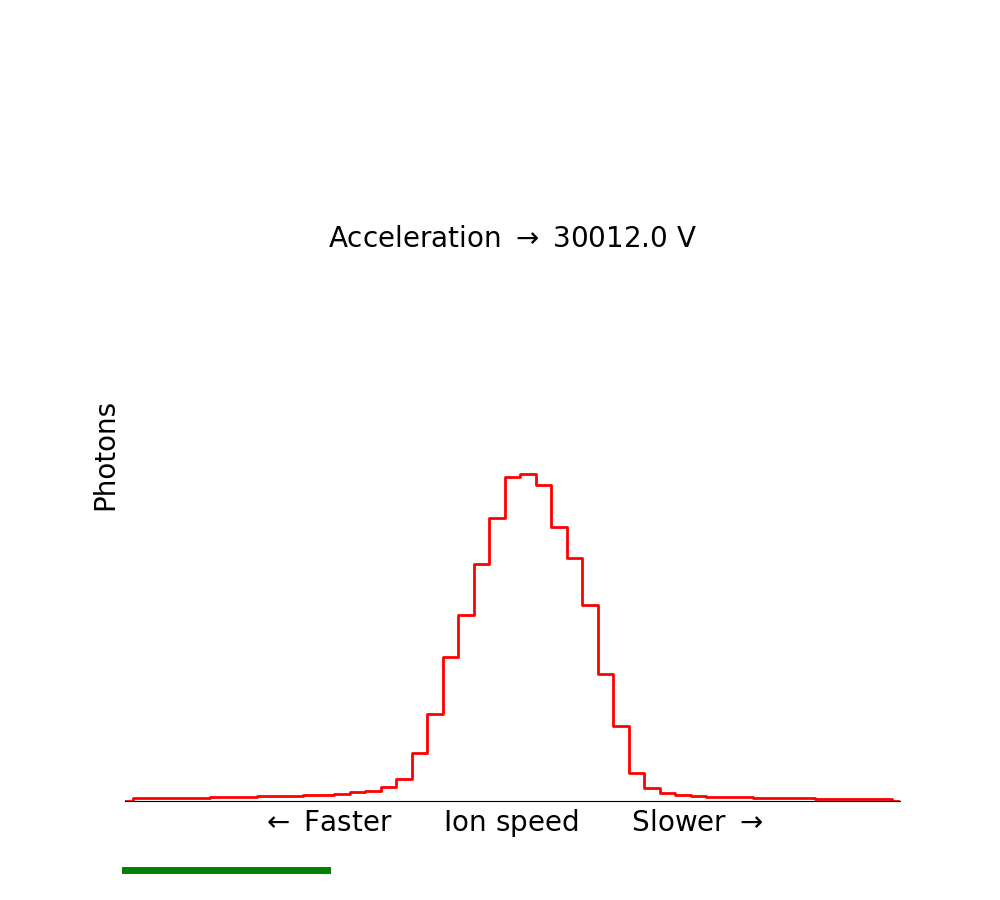 Acceleration → 30012.0 V
Photons
← Faster Ion speed Slower →